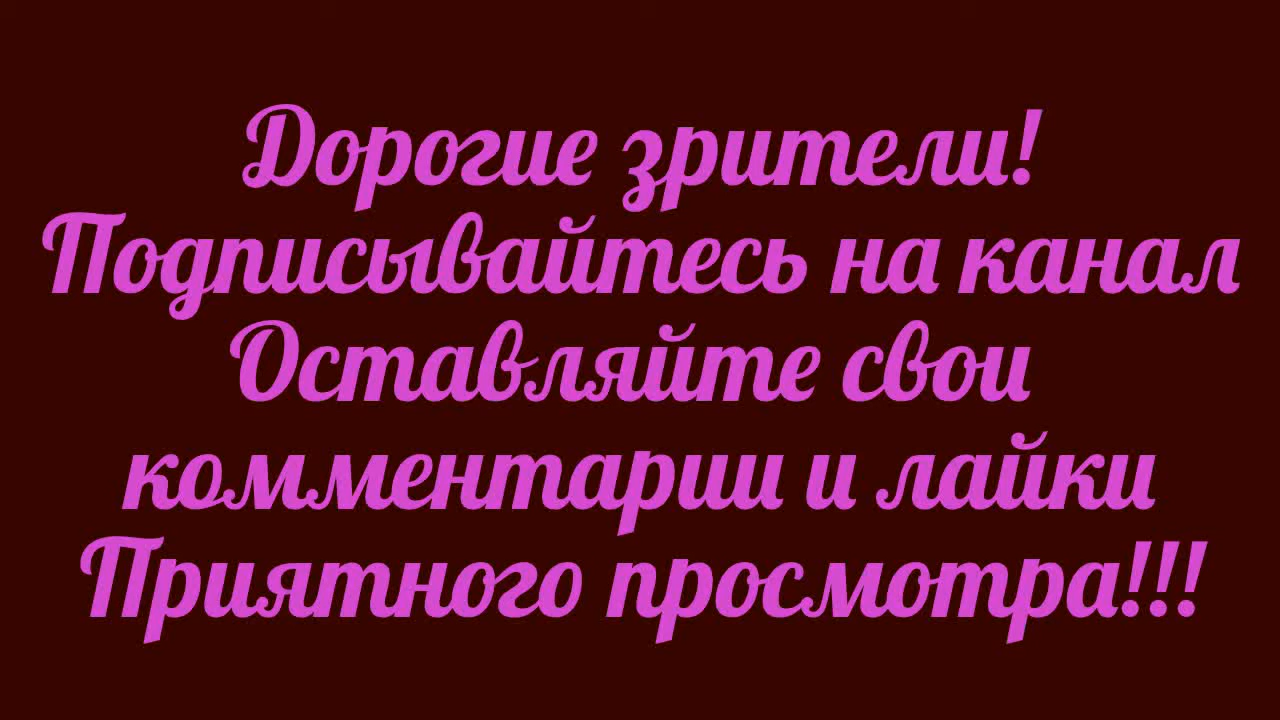 Дорогие зрители!
Подписывайтесь на канал
Оставляйте свои
комментарии и лайки
Приятного просмотра!!!